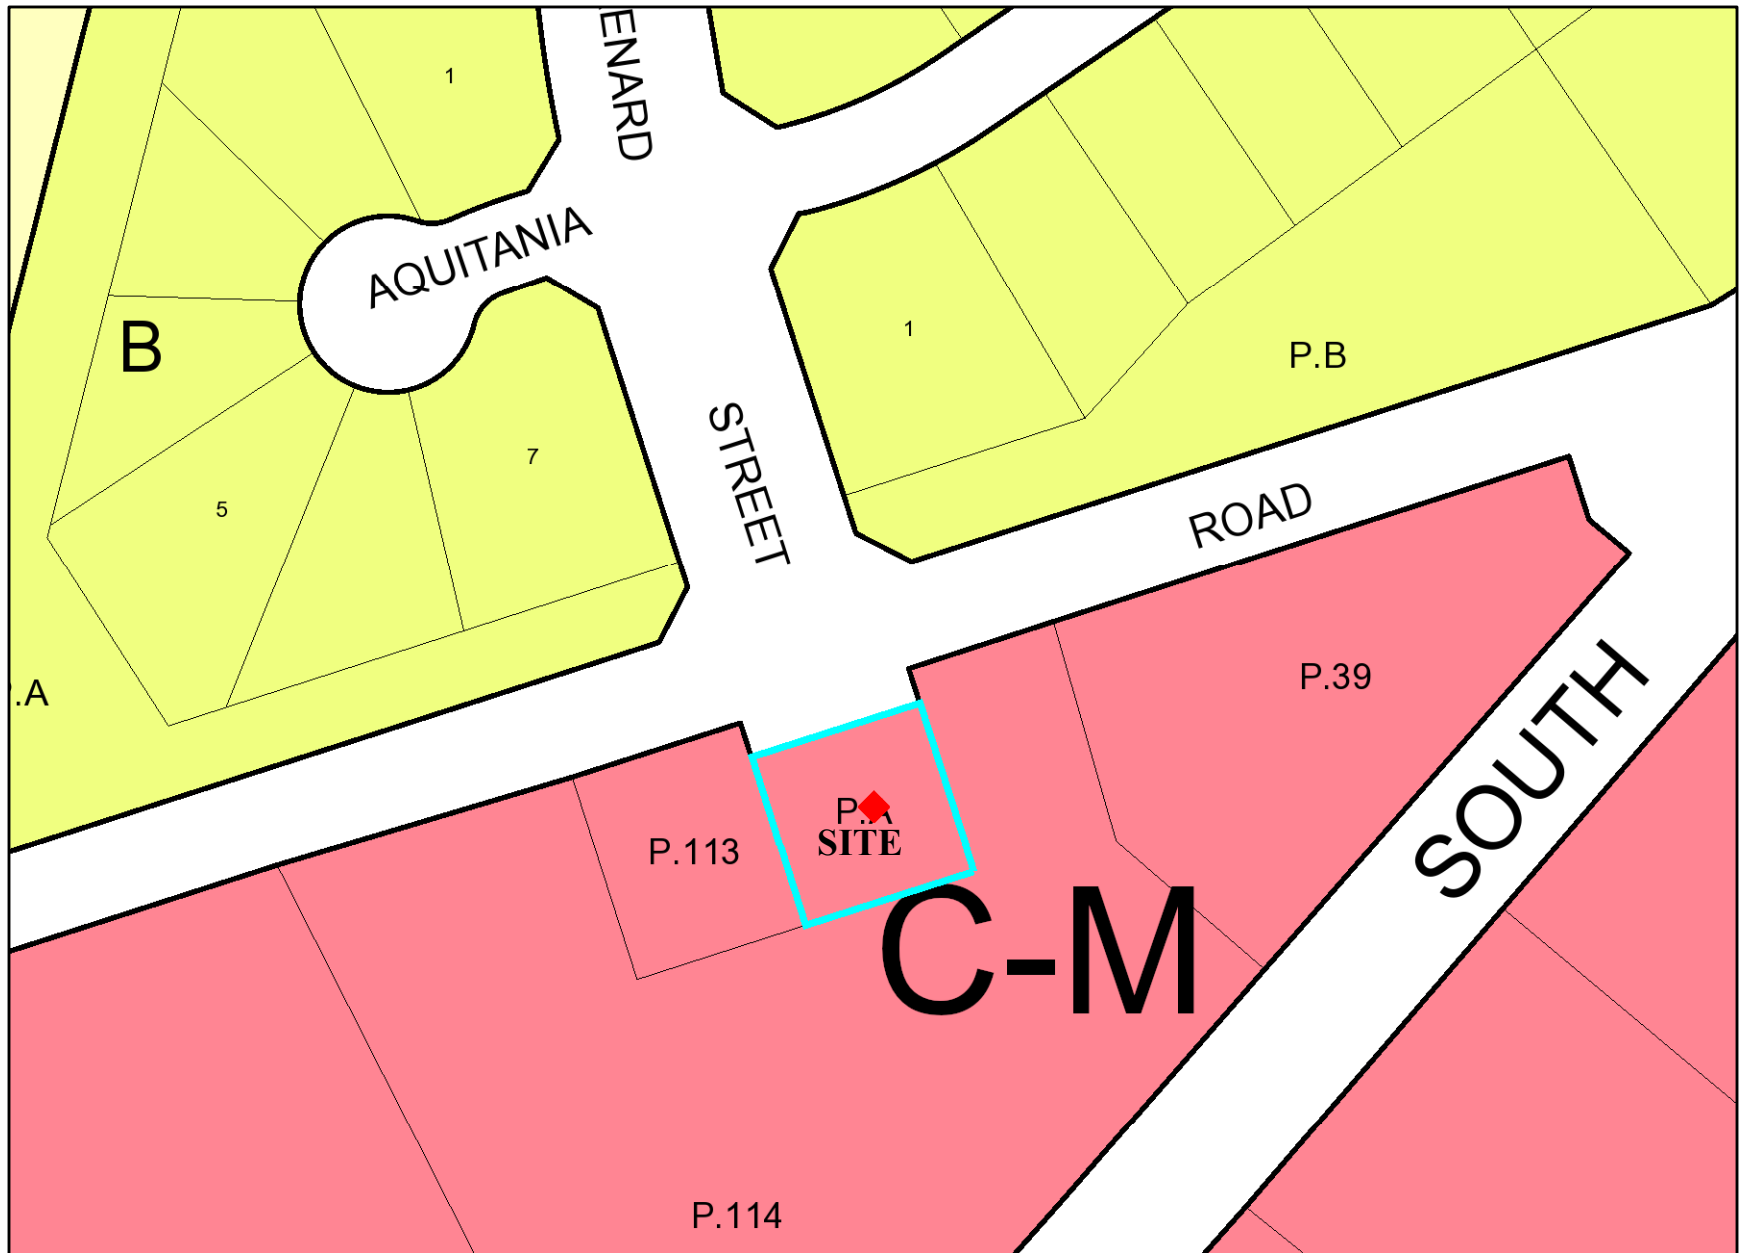 1
ENARD
AQUITANIA
B
1
P.B
STREET
7
5
ROAD
.A
P.39
SOUTH
P.113
SITE
C-M
P.114